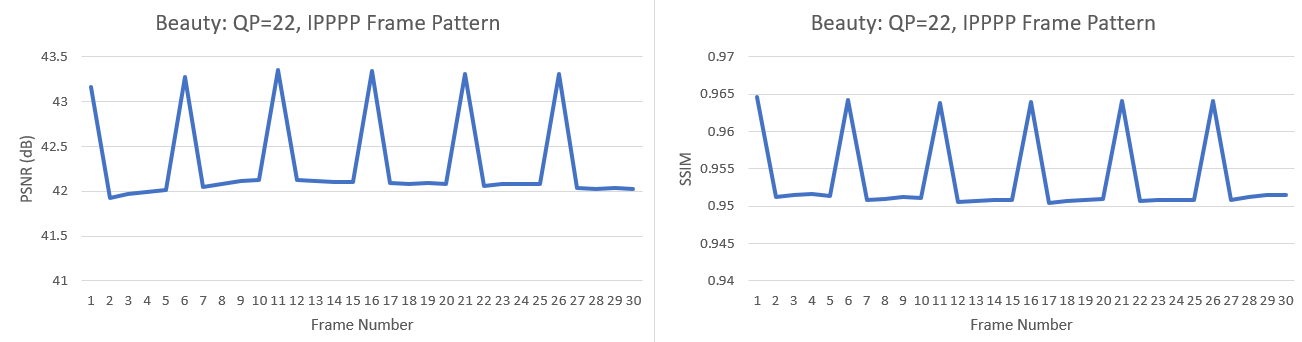 Beauty: QP=22, IPPPP Frame Pattern
43.5
43
42.5
42
41.5
41
PSNR (dB)
1 2 3 4 5 6 7 8 9 10 11 12 13 14 15 16 17 18 19 20 21 22 23 24 25 26 27 28 29 30
Frame Number
Beauty: QP=22, IPPPP Frame Pattern
0.97
0.965
0.96
0.955
0.95
0.945
0.94
SSIM
1 2 3 4 5 6 7 8 9 10 11 12 13 14 15 16 17 18 19 20 21 22 23 24 25 26 27 28 29 30
Frame Number